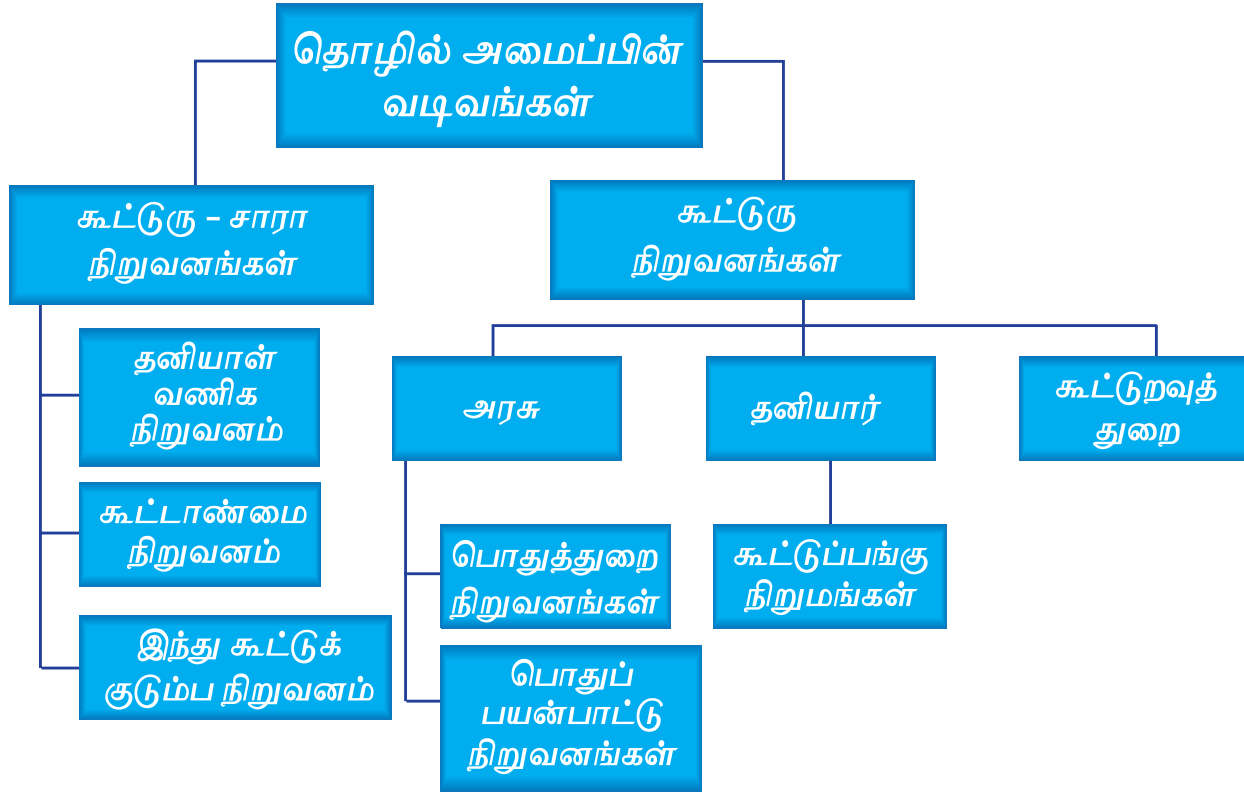 தொழில் அமைப்பின்
வடிவங்கள்
கூட்டுரு – சாரா
நிறுவனங்கள்
தனியாள்
வணிக
நிறுவனம்
கூட்டாண்மை
நிறுவனம்
இந்து கூட்டுக்
குடும்ப நிறுவனம்
கூட்டுரு
நிறுவனங்கள்
அரசு
பொதுத்துறை
நிறுவனங்கள்
பொதுப்
பயன்பாட்டு
நிறுவனங்கள்
தனியார்
கூட்டுப்பங்கு
நிறுமங்கள்
கூட்டுறவுத்
துறை